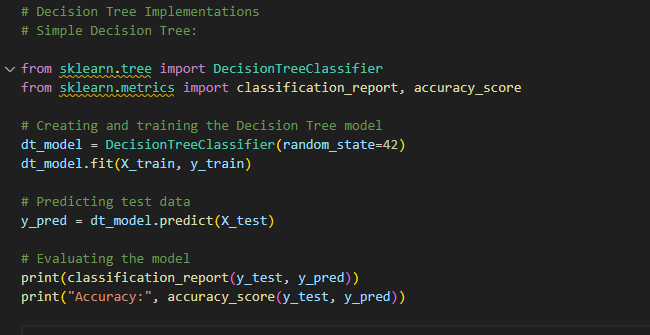 # Decision Tree Implementations
# Simple Decision Tree:
from sklearn.tree import DecisionTreeClassifier
from sklearn.metrics import classification_report, accuracy_score
# Creating and training the Decision Tree model
dt_model = DecisionTreeClassifier(random_state=42)
dt_model.fit(X_train, y_train)
# Predicting test data
y_pred = dt_model.predict(X_test)
# Evaluating the model
print(classification_report(y_test, y_pred))
print("Accuracy:", accuracy_score(y_test, y_pred))